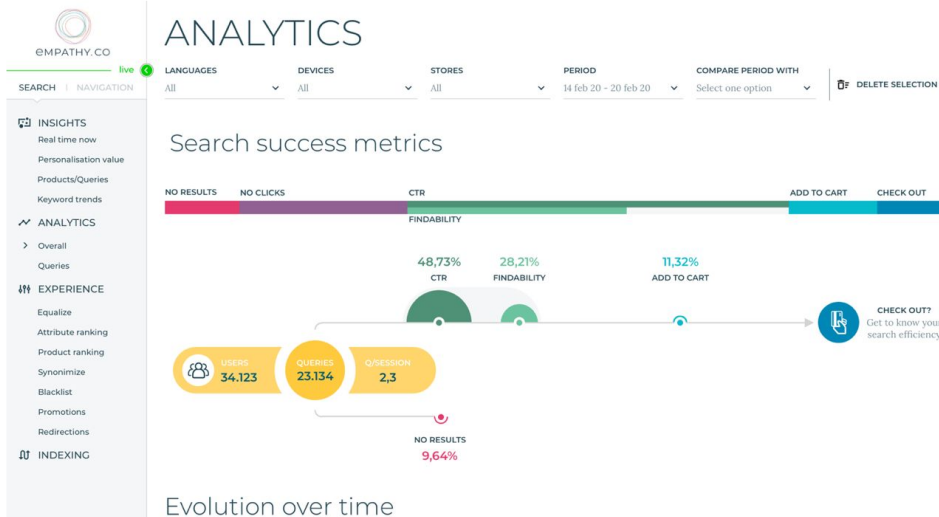 eMPATHY.CO
live
SEARCH | NAVIGATION
INSIGHTS
Real time now
Personalisation value
Products/Queries
Keyword trends
ANALYTICS
Overall
Queries
EXPERIENCE
Equalize
Attribute ranking
Product ranking
Synonimize
Blacklist
Promotions
Redirections
INDEXING
ANALYTICS
LANGUAGES DEVICES STORES PERIOD COMPARE PERIOD WITH
All All All 14 feb 20 - 20 feb 20 Select one option DELETE SELECTION
Search success metrics
NO RESULTS NO CLICKS CTR ADD TO CART CHECK OUT
FINDABILITY
48,73% 28,21% 11,32%
CTR FINDABILITY ADD TO CART
CHECK OUT?
Get to know your
search efficiency
USERS QUERIES Q/SESSION
34.123 23.134 2,3
NO RESULTS
9,64%
Evolution over time